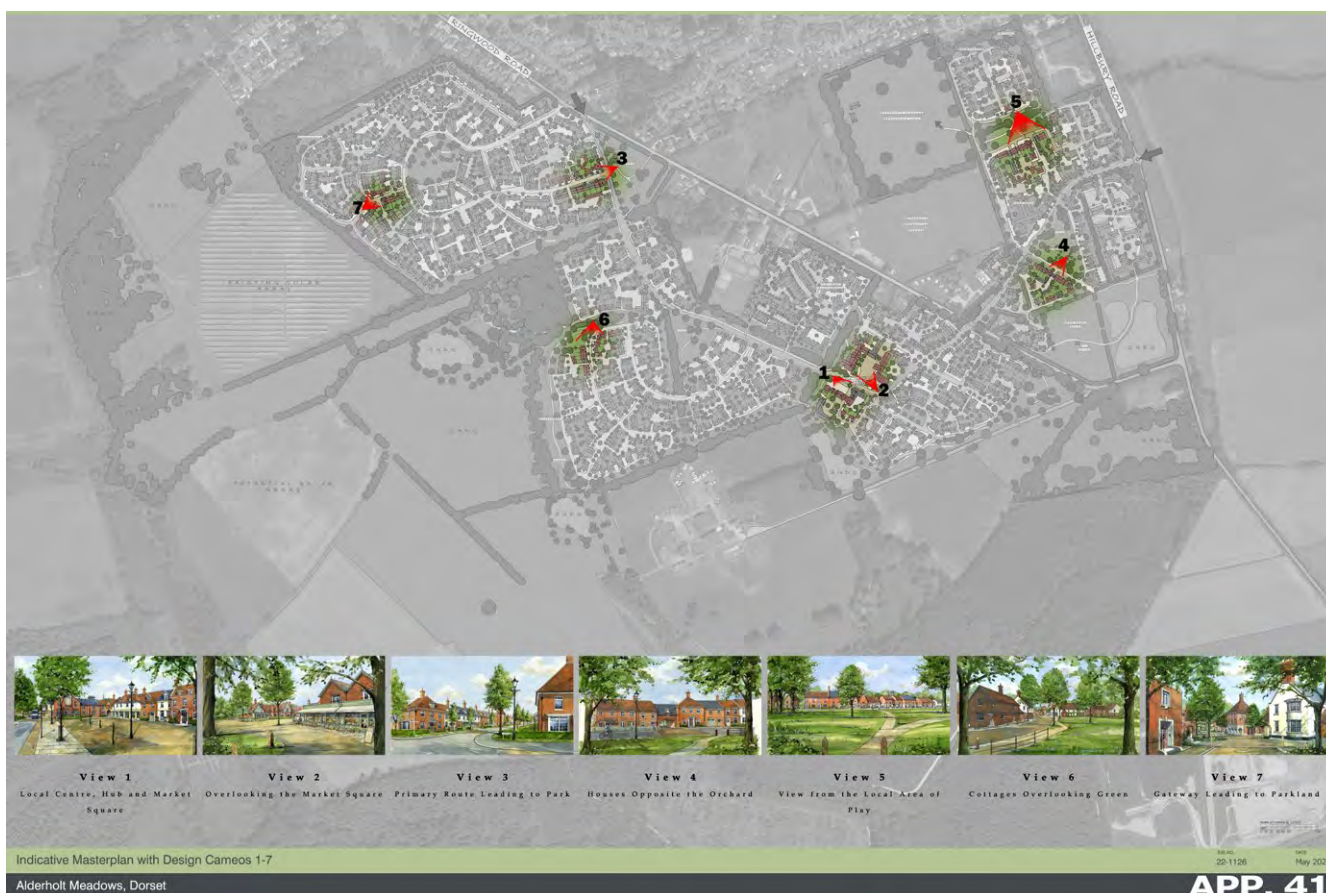 RINGWOOD ROAD
HILLBURY ROAD
5
3
7
4
6
1
2
View 1
Local Centre, Hub and Market
Square
View 2
Overlooking the Market Square
View 3
Primary Route Leading to Park
View 4
Houses Opposite the Orchard
View 5
View from the Local Area of
Play
View 6
Cottages Overlooking Green
View 7
Gateway Leading to Parkland
Indicative Masterplan with Design Cameos 1-7
22-1126
May 202
Alderholt Meadows, Dorset
APP. 41